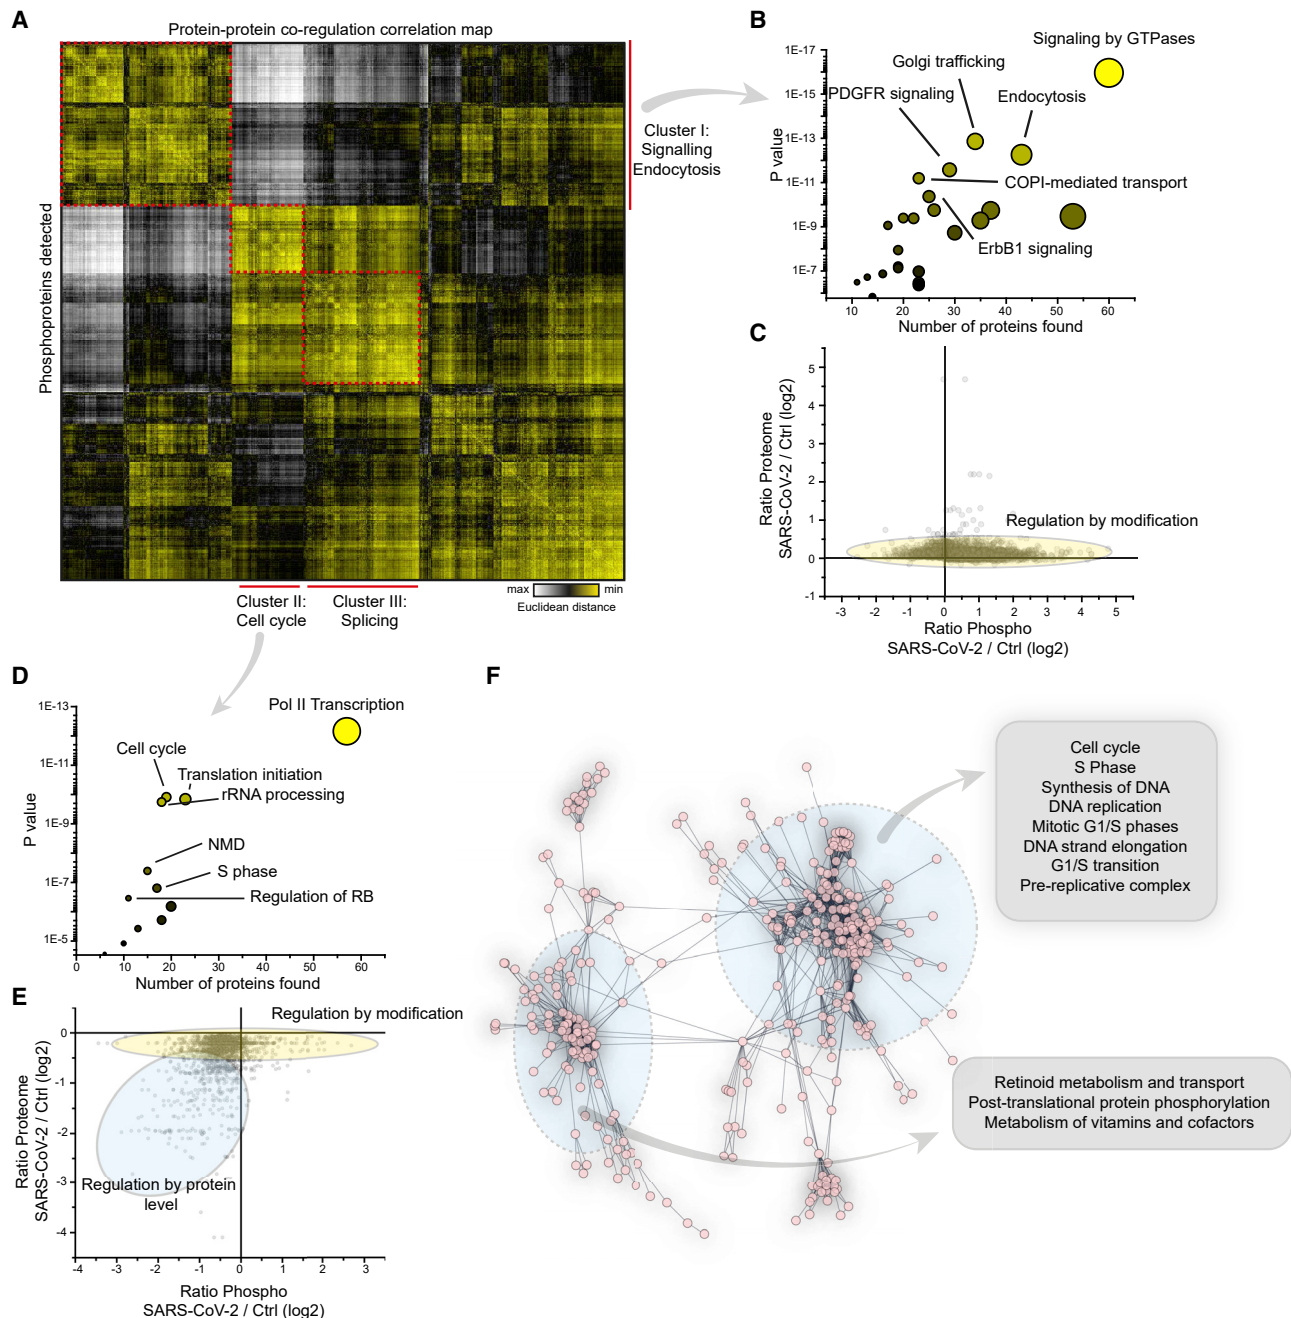 A
Protein-protein co-regulation correlation map
Phosphoproteins detected
Cluster I:
Signalling
Endocytosis
Cluster II:
Cell cycle
Cluster III:
Splicing
max
min
Euclidean distance
B
P value
1E-17
1E-15
1E-13
1E-11
1E-9
1E-7
Signaling by GTPases
Golgi trafficking
PDGFR signaling
Endocytosis
COPI-mediated transport
ErbB1 signaling
10 20 30 40 50 60
Number of proteins found
C
Ratio Proteome
SARS-CoV-2 / Ctrl (log2)
5
4
3
2
1
0
-1
Regulation by modification
-3 -2 -1 0 1 2 3 4 5
Ratio Phospho
SARS-CoV-2 / Ctrl (log2)
D
P value
1E-13
1E-11
1E-9
1E-7
1E-5
Pol II Transcription
Cell cycle
Translation initiation
rRNA processing
NMD
S phase
Regulation of RB
0 10 20 30 40 50 60
Number of proteins found
E
Ratio Proteome
SARS-CoV-2 / Ctrl (log2)
0
-1
-2
-3
-4
Regulation by modification
Regulation by protein
level
-4 -3 -2 -1 0 1 2 3
Ratio Phospho
SARS-CoV-2 / Ctrl (log2)
F
Cell cycle
S Phase
Synthesis of DNA
DNA replication
Mitotic G1/S phases
DNA strand elongation
G1/S transition
Pre-replicative complex
Retinoid metabolism and transport
Post-translational protein phosphorylation
Metabolism of vitamins and cofactors